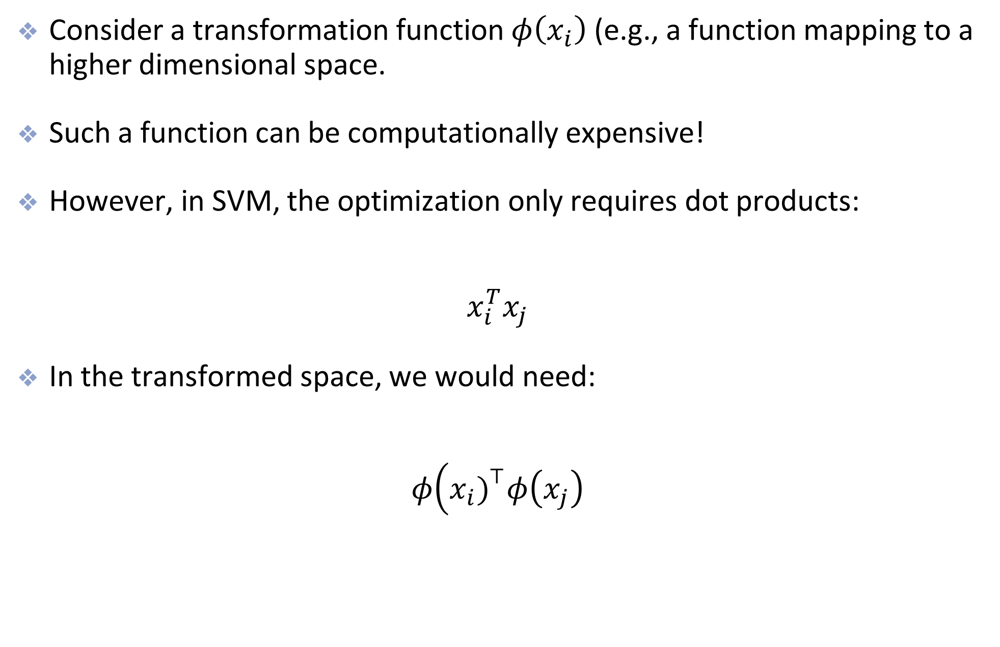 ❖ Consider a transformation function 𝜙(𝑥ᵢ) (e.g., a function mapping to a
higher dimensional space.
❖ Such a function can be computationally expensive!
❖ However, in SVM, the optimization only requires dot products:
$x_i^T x_j$
❖ In the transformed space, we would need:
$\phi(x_i)^\top \phi(x_j)$